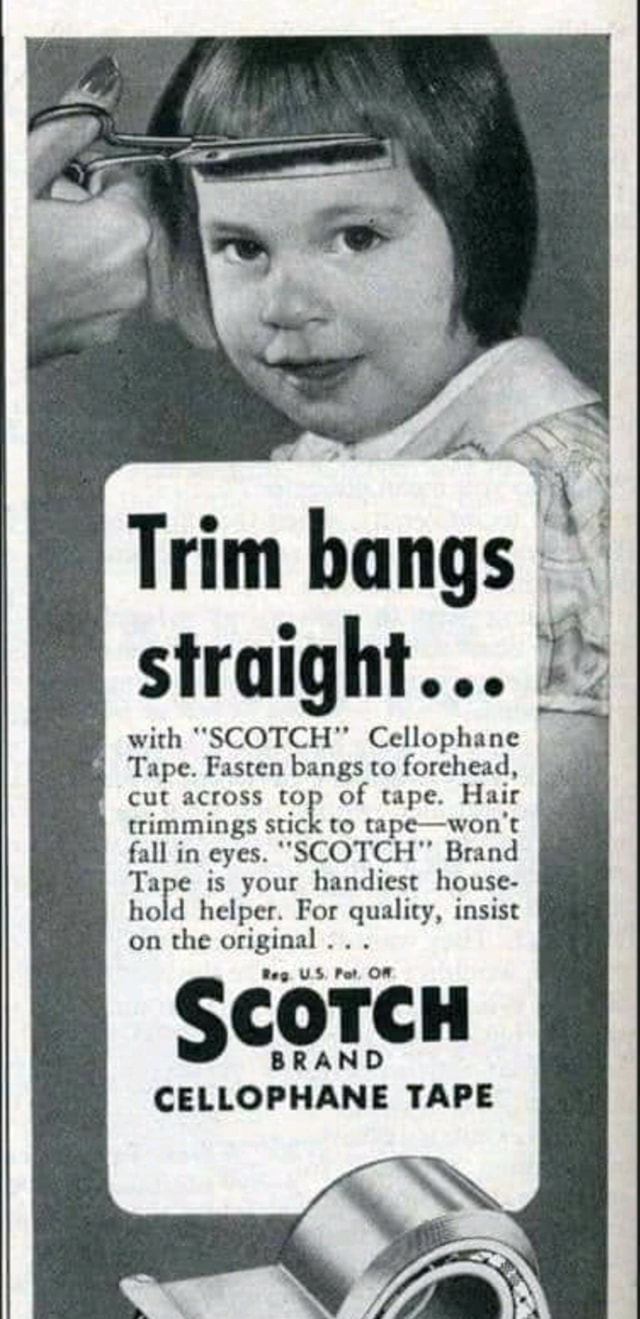 Trim bangs
straight...
with "SCOTCH" Cellophane
Tape. Fasten bangs to forehead,
cut across top of tape. Hair
trimmings stick to tape—won't
fall in eyes. "SCOTCH" Brand
Tape is your handiest house-
hold helper. For quality, insist
on the original . . .
Reg. U.S. Pat. Off.
SCOTCH
BRAND
CELLOPHANE TAPE